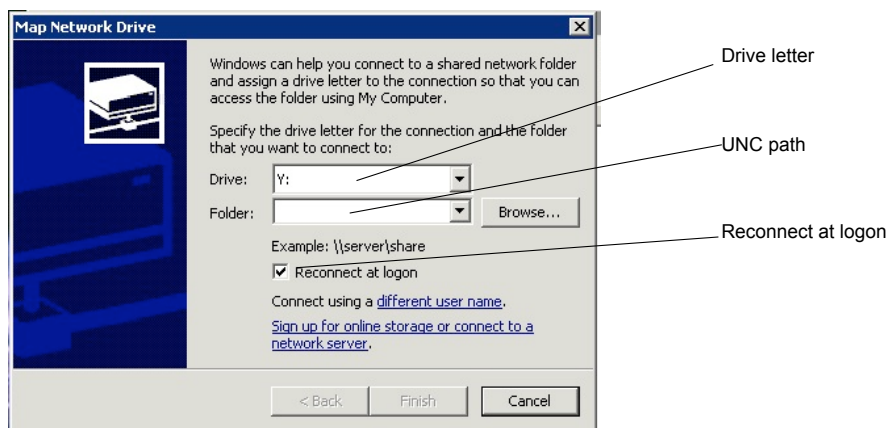 Map Network Drive
Windows can help you connect to a shared network folder
and assign a drive letter to the connection so that you can
access the folder using My Computer.
Specify the drive letter for the connection and the folder
that you want to connect to:
Drive: Y:
Folder: Browse...
Example: \\server\share
Reconnect at logon
Connect using a different user name.
Sign up for online storage or connect to a
network server.
< Back Finish Cancel
Drive letter
UNC path
Reconnect at logon